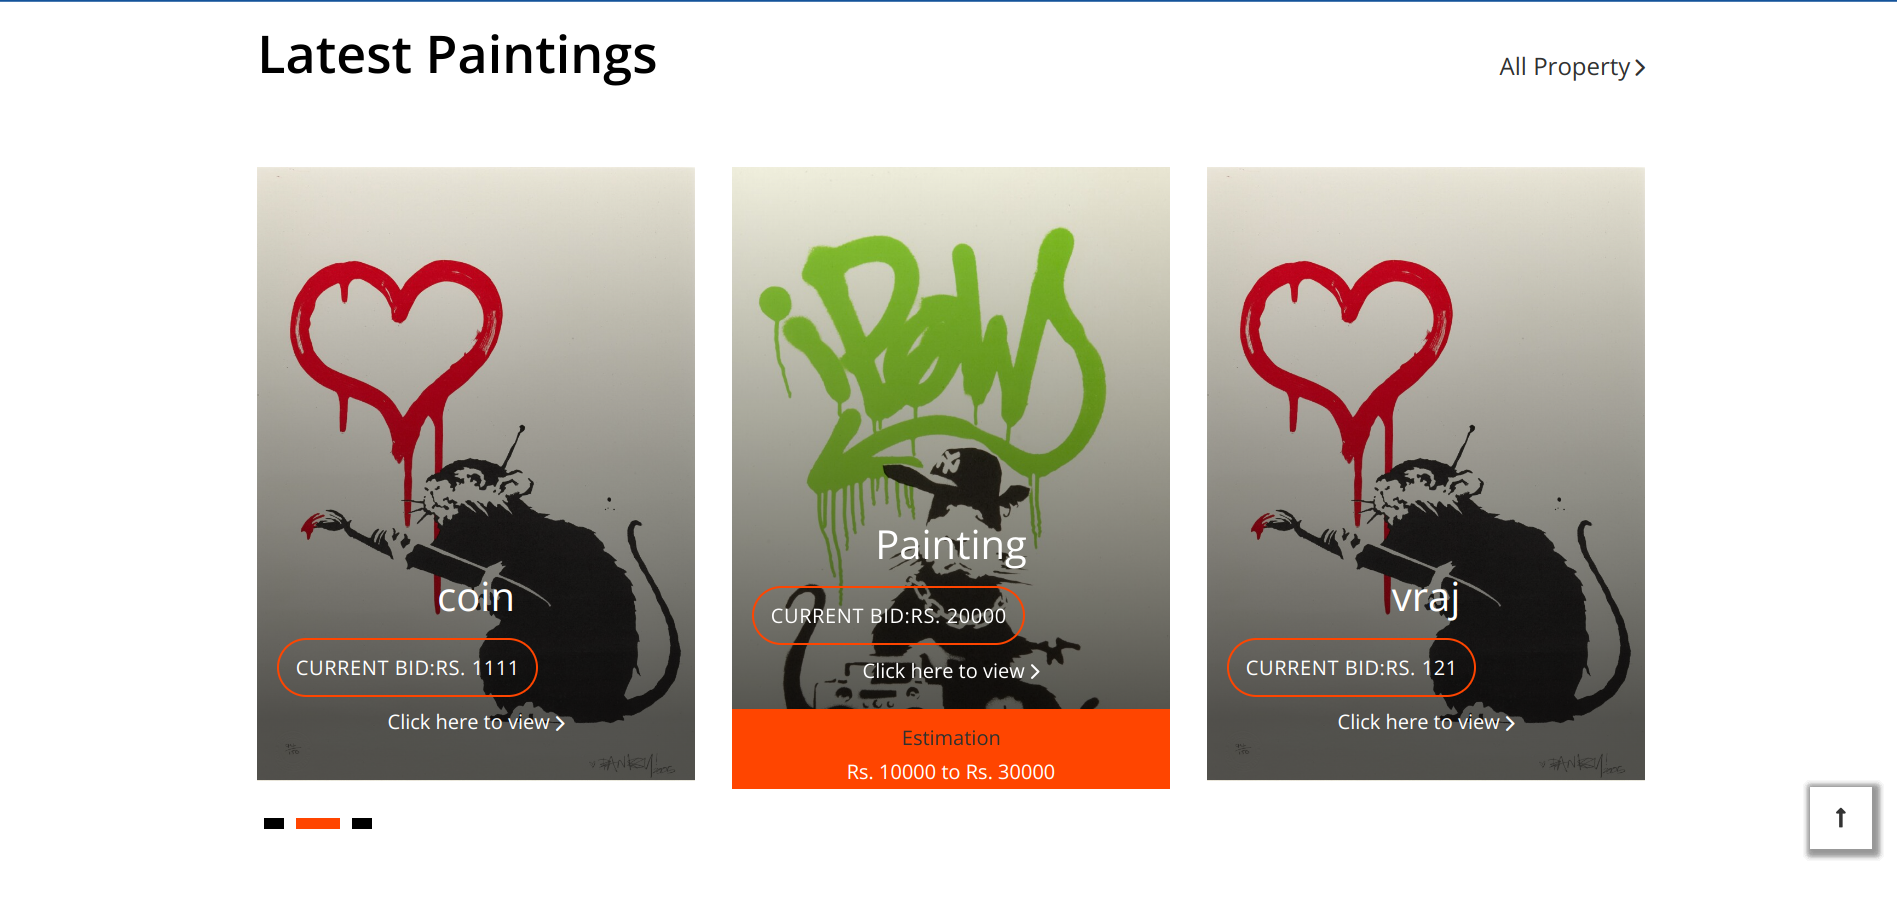 Latest Paintings
All Property
coin
CURRENT BID:RS. 1111
Click here to view
iPOW
Painting
CURRENT BID:RS. 20000
Click here to view
Estimation
Rs. 10000 to Rs. 30000
vraj
CURRENT BID:RS. 121
Click here to view